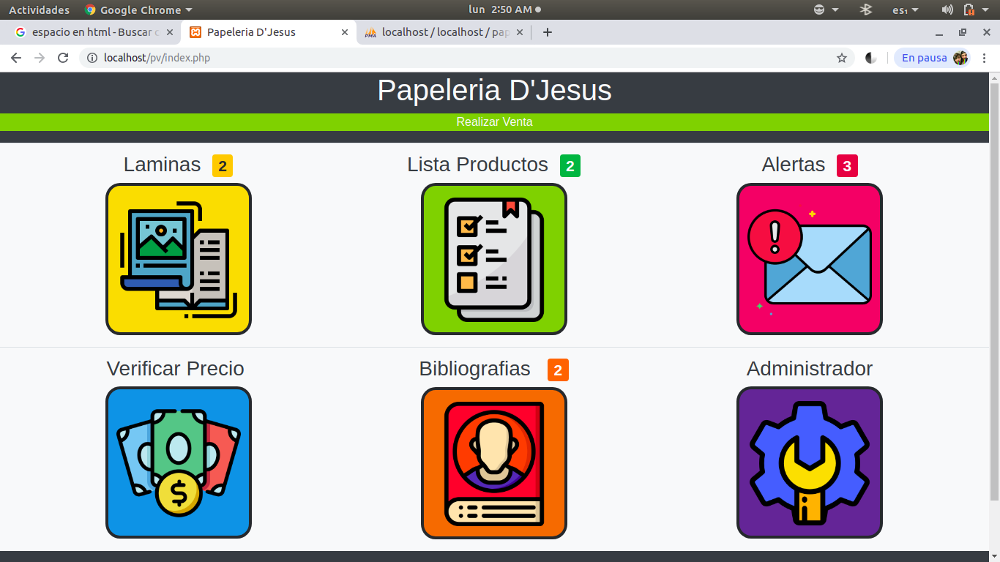 Actividades
Google Chrome
lun 2:50 AM
es₁
espacio en html - Buscar c
Papeleria D'Jesus
localhost / localhost / pap
localhost/pv/index.php
En pausa
Papeleria D'Jesus
Realizar Venta
Laminas 2
Lista Productos 2
Alertas 3
Verificar Precio
Bibliografias 2
Administrador